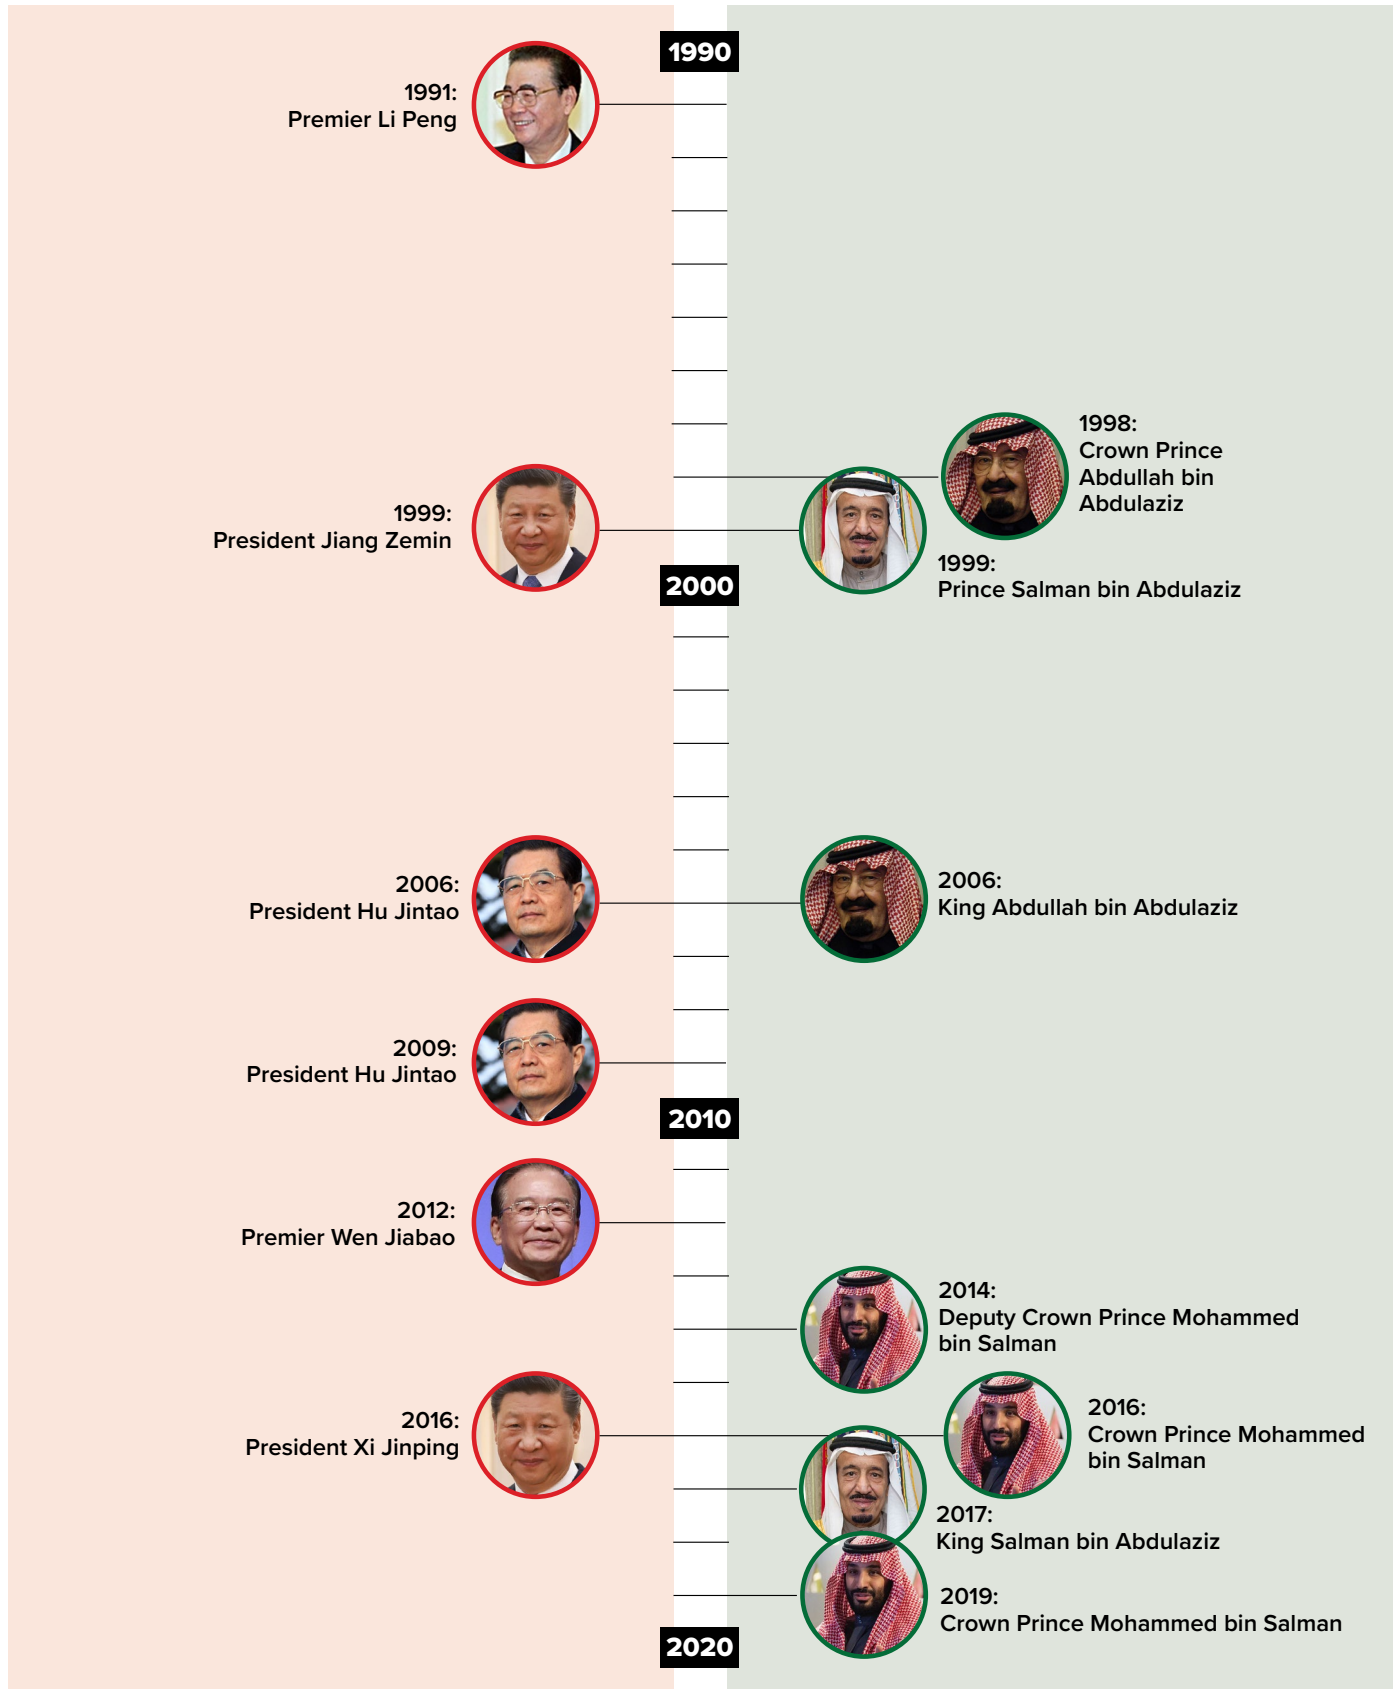 1990
1991:
Premier Li Peng
1998:
Crown Prince
Abdullah bin
Abdulaziz
1999:
President Jiang Zemin
1999:
Prince Salman bin Abdulaziz
2000
2006:
President Hu Jintao
2006:
King Abdullah bin Abdulaziz
2009:
President Hu Jintao
2010
2012:
Premier Wen Jiabao
2014:
Deputy Crown Prince Mohammed
bin Salman
2016:
President Xi Jinping
2016:
Crown Prince Mohammed
bin Salman
2017:
King Salman bin Abdulaziz
2019:
Crown Prince Mohammed bin Salman
2020